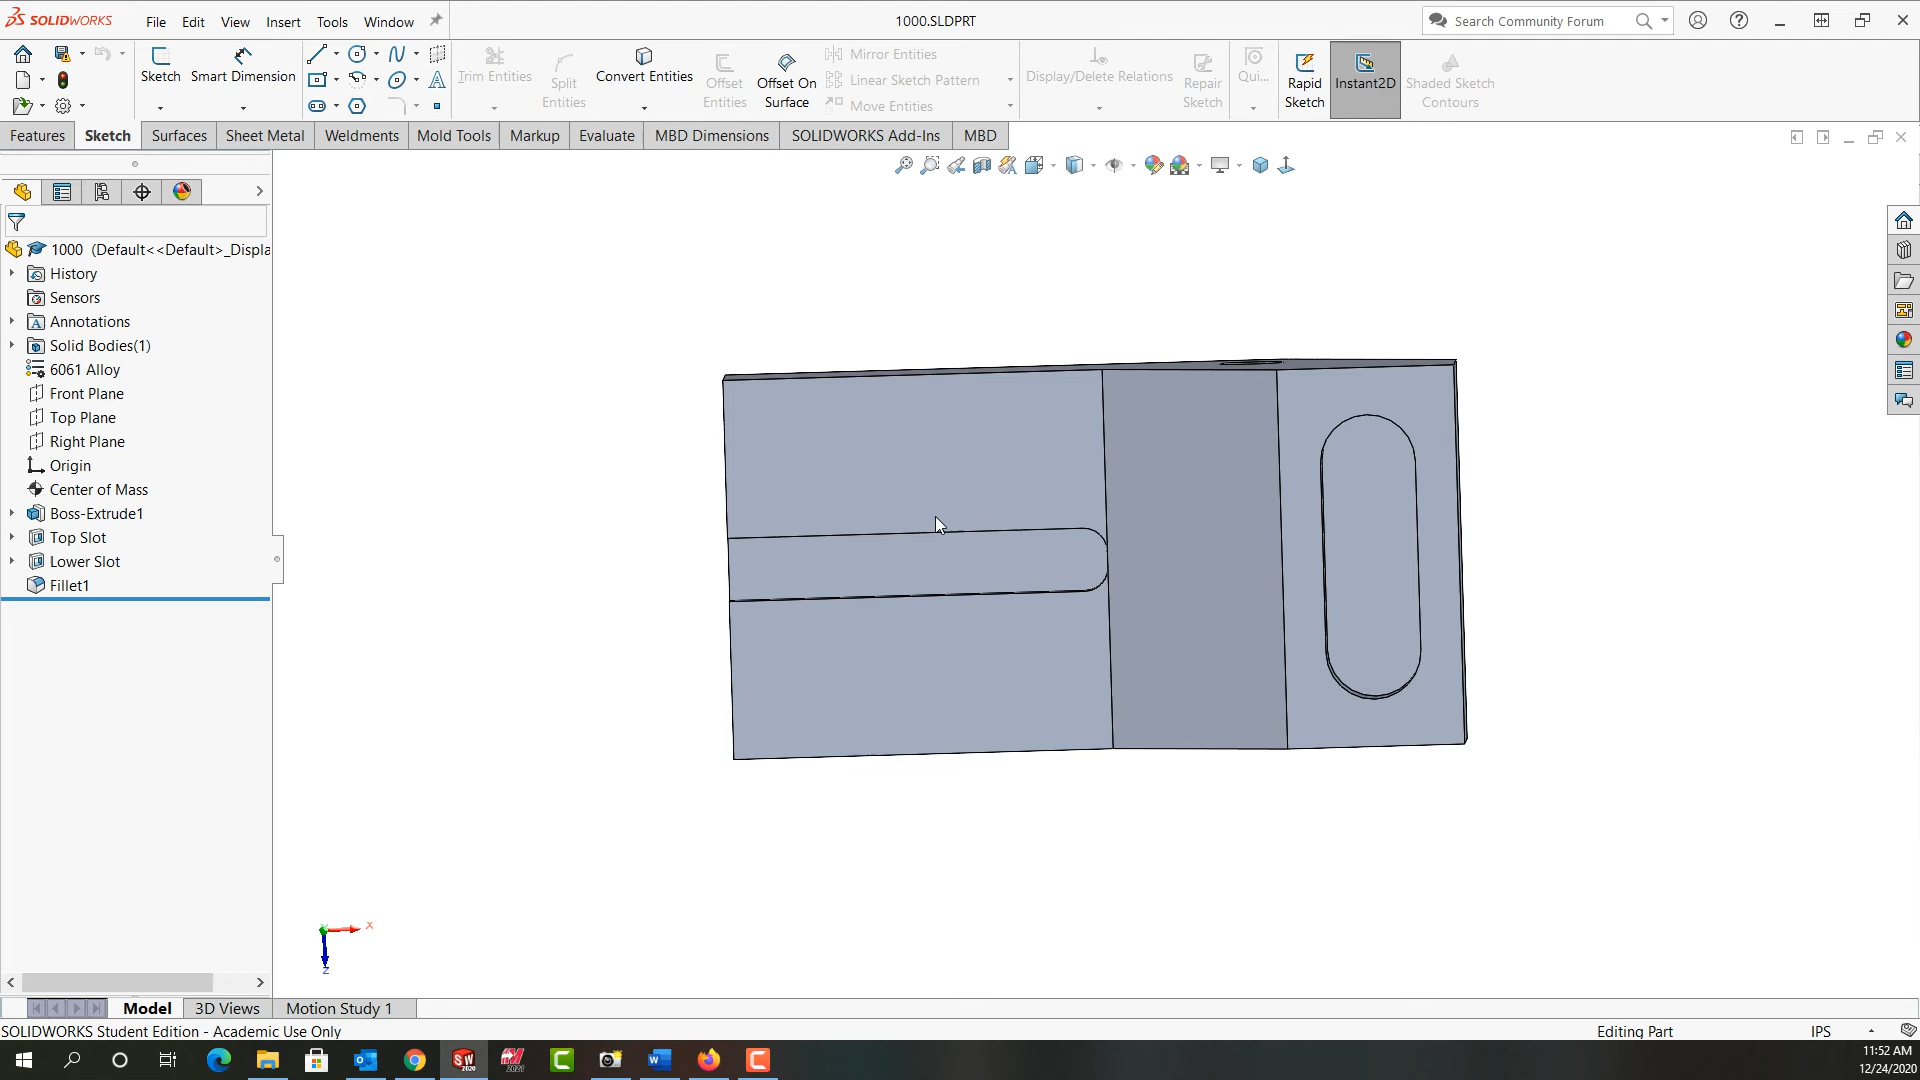 SOLIDWORKS
File Edit View Insert Tools Window
1000.SLDPRT
Search Community Forum
Sketch
Smart Dimension
Trim Entities
Split Entities
Convert Entities
Offset Entities
Offset On Surface
Mirror Entities
Linear Sketch Pattern
Move Entities
Display/Delete Relations
Repair Sketch
Qui...
Rapid Sketch
Instant2D
Shaded Sketch Contours
Features Sketch Surfaces Sheet Metal Weldments Mold Tools Markup Evaluate MBD Dimensions SOLIDWORKS Add-Ins MBD
1000 (Default<<Default>_Displa
History
Sensors
Annotations
Solid Bodies(1)
6061 Alloy
Front Plane
Top Plane
Right Plane
Origin
Center of Mass
Boss-Extrude1
Top Slot
Lower Slot
Fillet1
X
Z
Model 3D Views Motion Study 1
SOLIDWORKS Student Edition - Academic Use Only
Editing Part
IPS
11:52 AM
12/24/2020